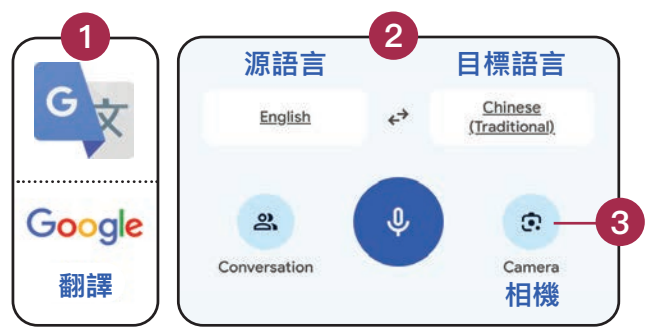 1
G 文
Google
翻譯
2
源語言
目標語言
English
Chinese
(Traditional)
3
Conversation
Camera
相機